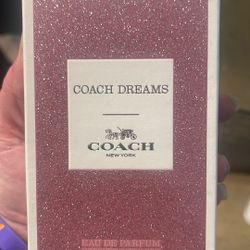 COACH DREAMS
COACH
NEW YORK
EAU DE PARFUM